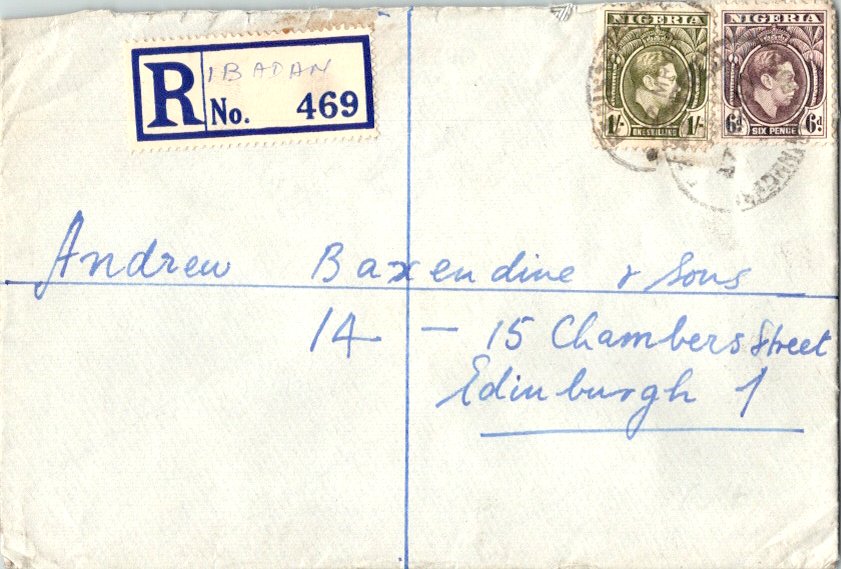 R IBADAN
No. 469
NIGERIA
1/- ONE SHILLING 1/-
NIGERIA
6d SIX PENCE 6d
Andrew Baxendine & Sons
14 - 15 Chambers Street
Edinburgh 1